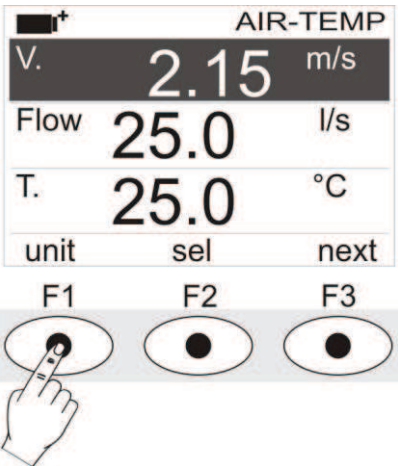 AIR-TEMP
V. 2.15 m/s
Flow 25.0 l/s
T. 25.0 °C
unit sel next
F1 F2 F3